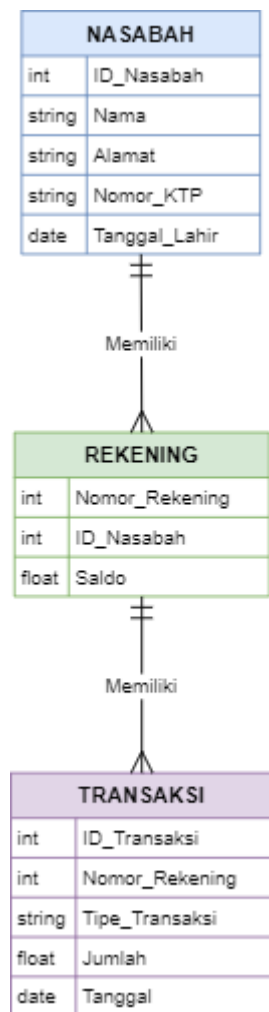 NASABAH
int ID_Nasabah
string Nama
string Alamat
string Nomor_KTP
date Tanggal_Lahir
Memiliki
REKENING
int Nomor_Rekening
int ID_Nasabah
float Saldo
Memiliki
TRANSAKSI
int ID_Transaksi
int Nomor_Rekening
string Tipe_Transaksi
float Jumlah
date Tanggal